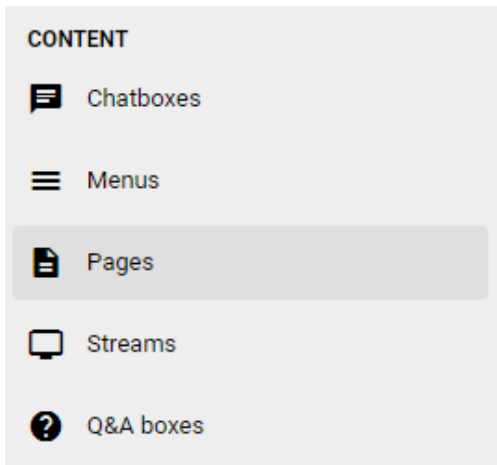 CONTENT
Chatboxes
Menus
Pages
Streams
Q&A boxes